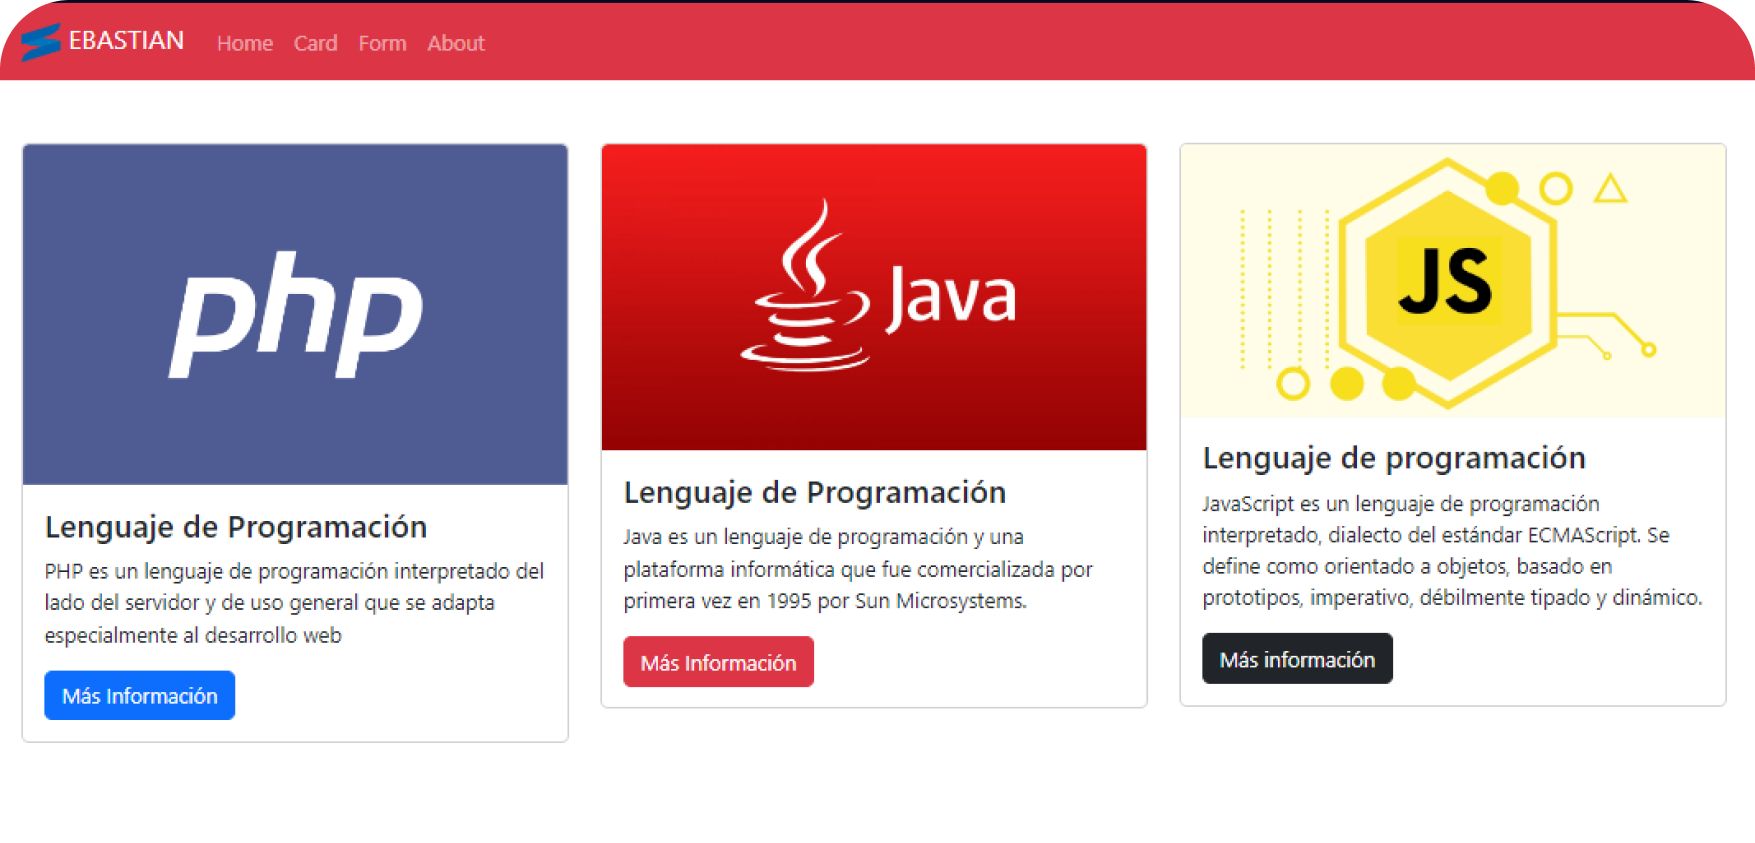 EBASTIAN Home Card Form About
php
Lenguaje de Programación
PHP es un lenguaje de programación interpretado del
lado del servidor y de uso general que se adapta
especialmente al desarrollo web
Más Información
Java
Lenguaje de Programación
Java es un lenguaje de programación y una
plataforma informática que fue comercializada por
primera vez en 1995 por Sun Microsystems.
Más Información
JS
Lenguaje de programación
JavaScript es un lenguaje de programación
interpretado, dialecto del estándar ECMAScript. Se
define como orientado a objetos, basado en
prototipos, imperativo, débilmente tipado y dinámico.
Más información